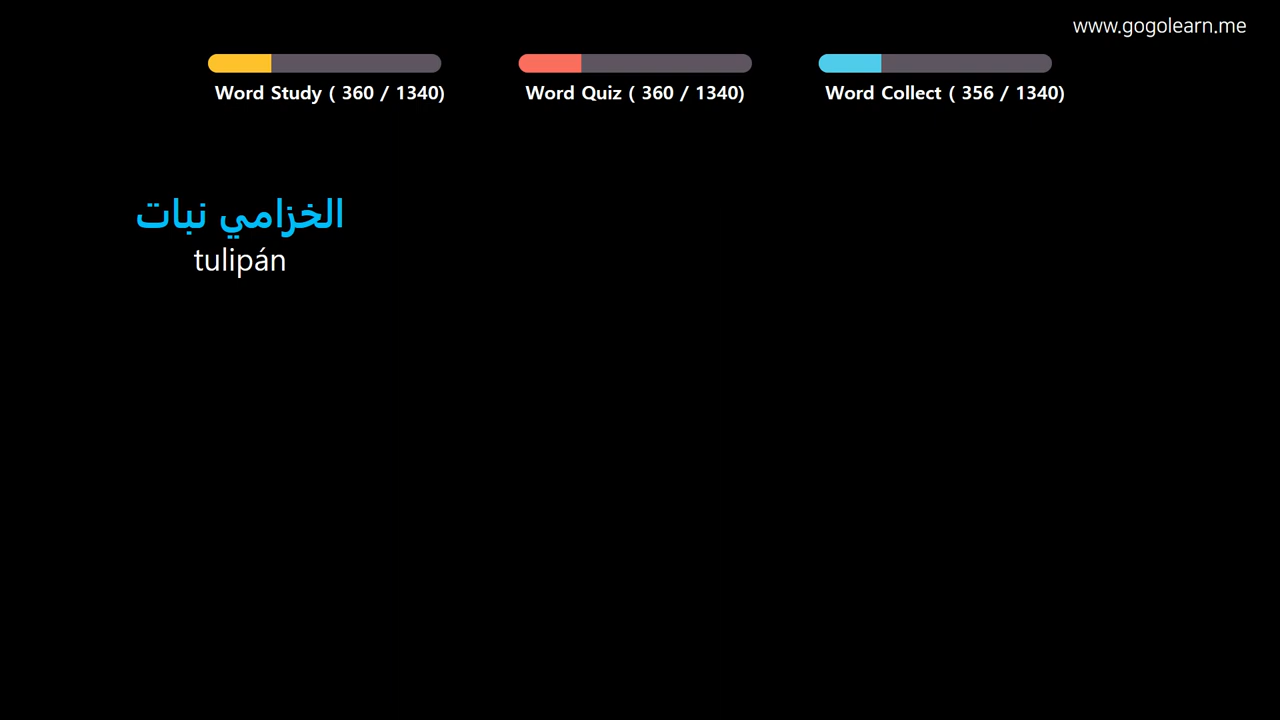 www.gogolearn.me
Word Study ( 360 / 1340)
Word Quiz ( 360 / 1340)
Word Collect ( 356 / 1340)
الخزامي نبات
tulipán